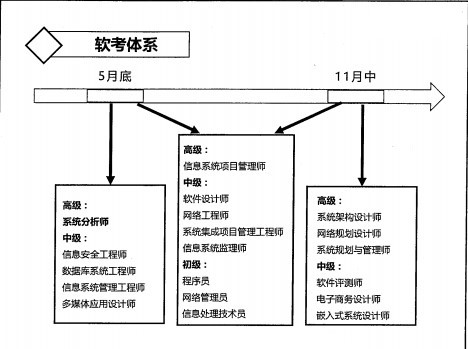 软考体系
5月底
11月中
高级：
系统分析师
中级：
信息安全工程师
数据库系统工程师
信息系统管理工程师
多媒体应用设计师
高级：
信息系统项目管理师
中级：
软件设计师
网络工程师
系统集成项目管理工程师
信息系统监理师
初级：
程序员
网络管理员
信息处理技术员
高级：
系统架构设计师
网络规划设计师
系统规划与管理师
中级：
软件评测师
电子商务设计师
嵌入式系统设计师